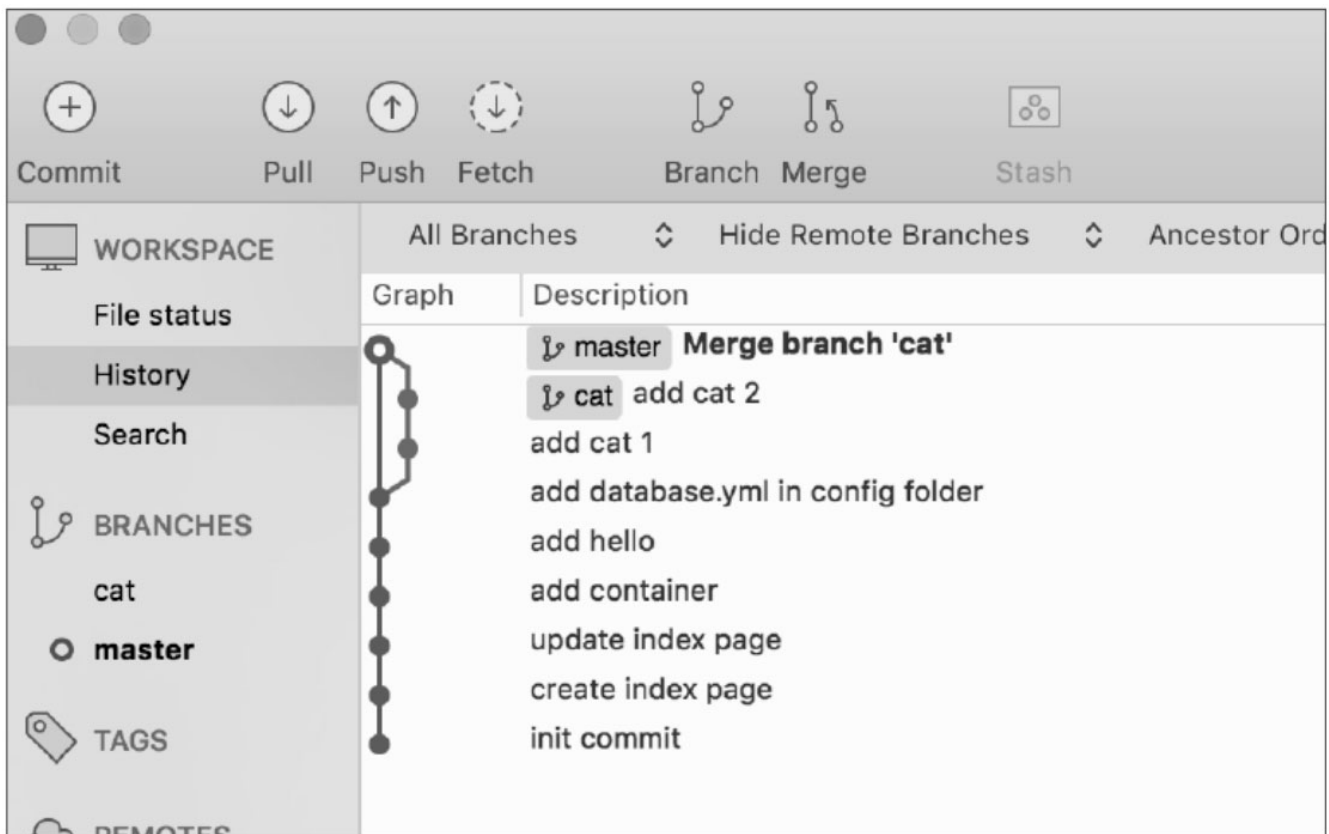 Commit Pull Push Fetch Branch Merge Stash
WORKSPACE
File status
History
Search
BRANCHES
cat
master
TAGS
REMOTES
All Branches Hide Remote Branches Ancestor Ord
Graph Description
master Merge branch 'cat'
cat add cat 2
add cat 1
add database.yml in config folder
add hello
add container
update index page
create index page
init commit